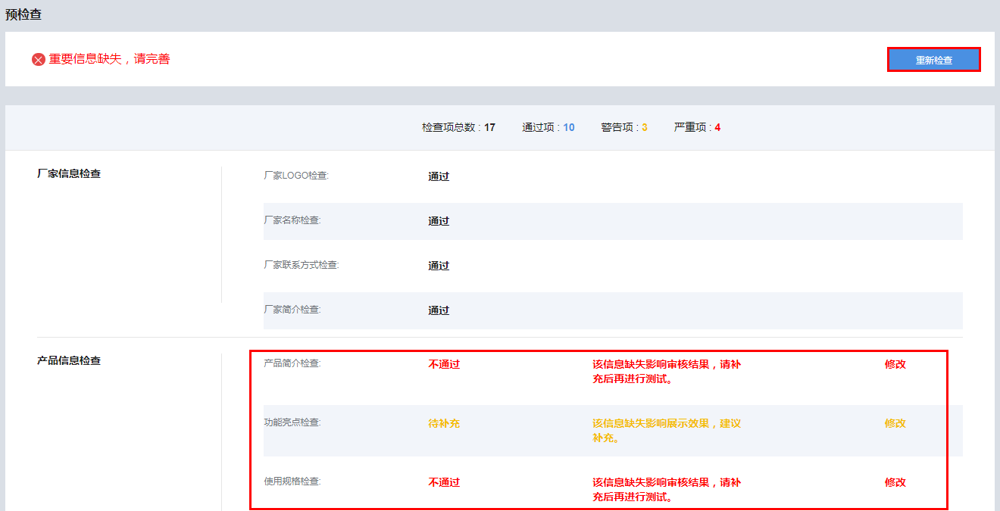 预检查
重要信息缺失，请完善
重新检查
检查项总数 : 17 通过项 : 10 警告项 : 3 严重项 : 4
厂家信息检查
厂家LOGO检查: 通过
厂家名称检查: 通过
厂家联系方式检查: 通过
厂家简介检查: 通过
产品信息检查
产品简介检查: 不通过 该信息缺失影响审核结果，请补 修改
充后再进行测试。
功能亮点检查: 待补充 该信息缺失影响展示效果，建议 修改
补充。
使用规格检查: 不通过 该信息缺失影响审核结果，请补 修改
充后再进行测试。